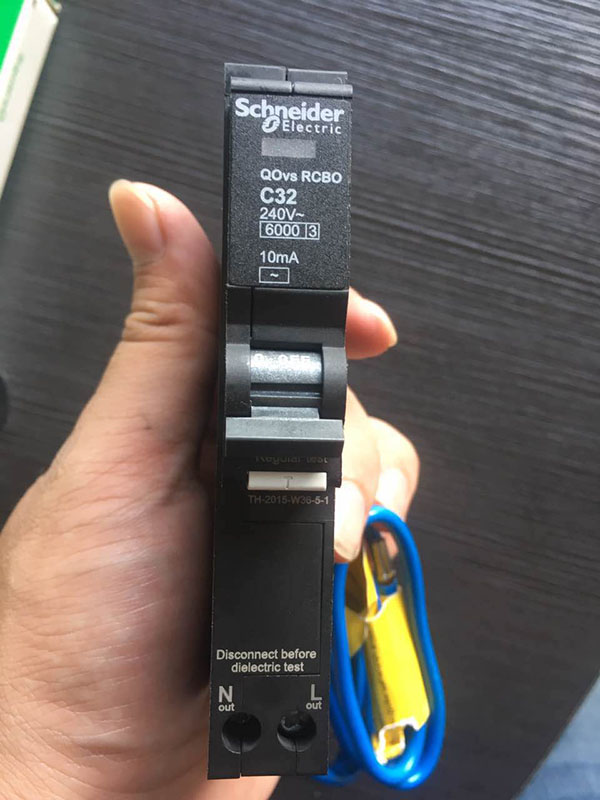 Schneider
Electric
QOvs RCBO
C32
240V~
6000 3
10mA
~
O OFF
Regular test
T
TH-2015-W36-5-1
Disconnect before
dielectric test
N L
out out